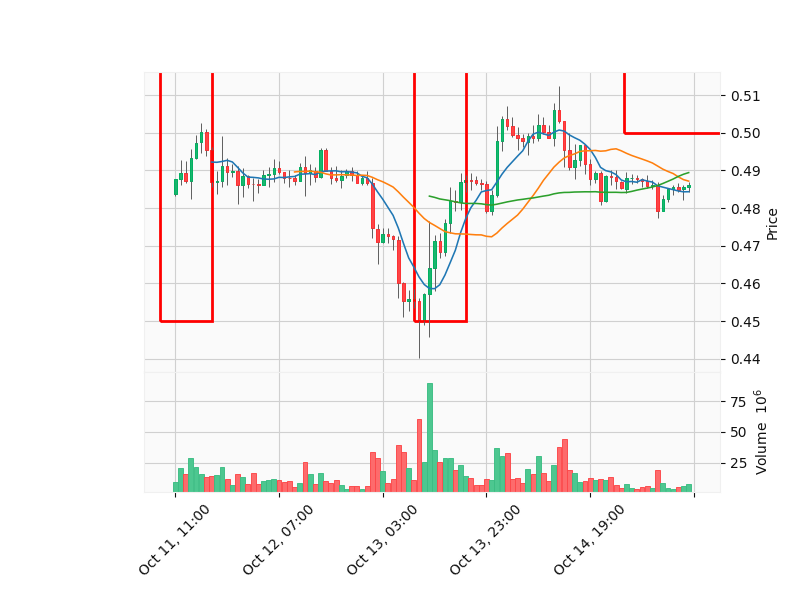 0.51
0.50
0.49
0.48
0.47
0.46
0.45
0.44
Price
75
50
25
Volume 10⁶
Oct 11, 11:00
Oct 12, 07:00
Oct 13, 03:00
Oct 13, 23:00
Oct 14, 19:00